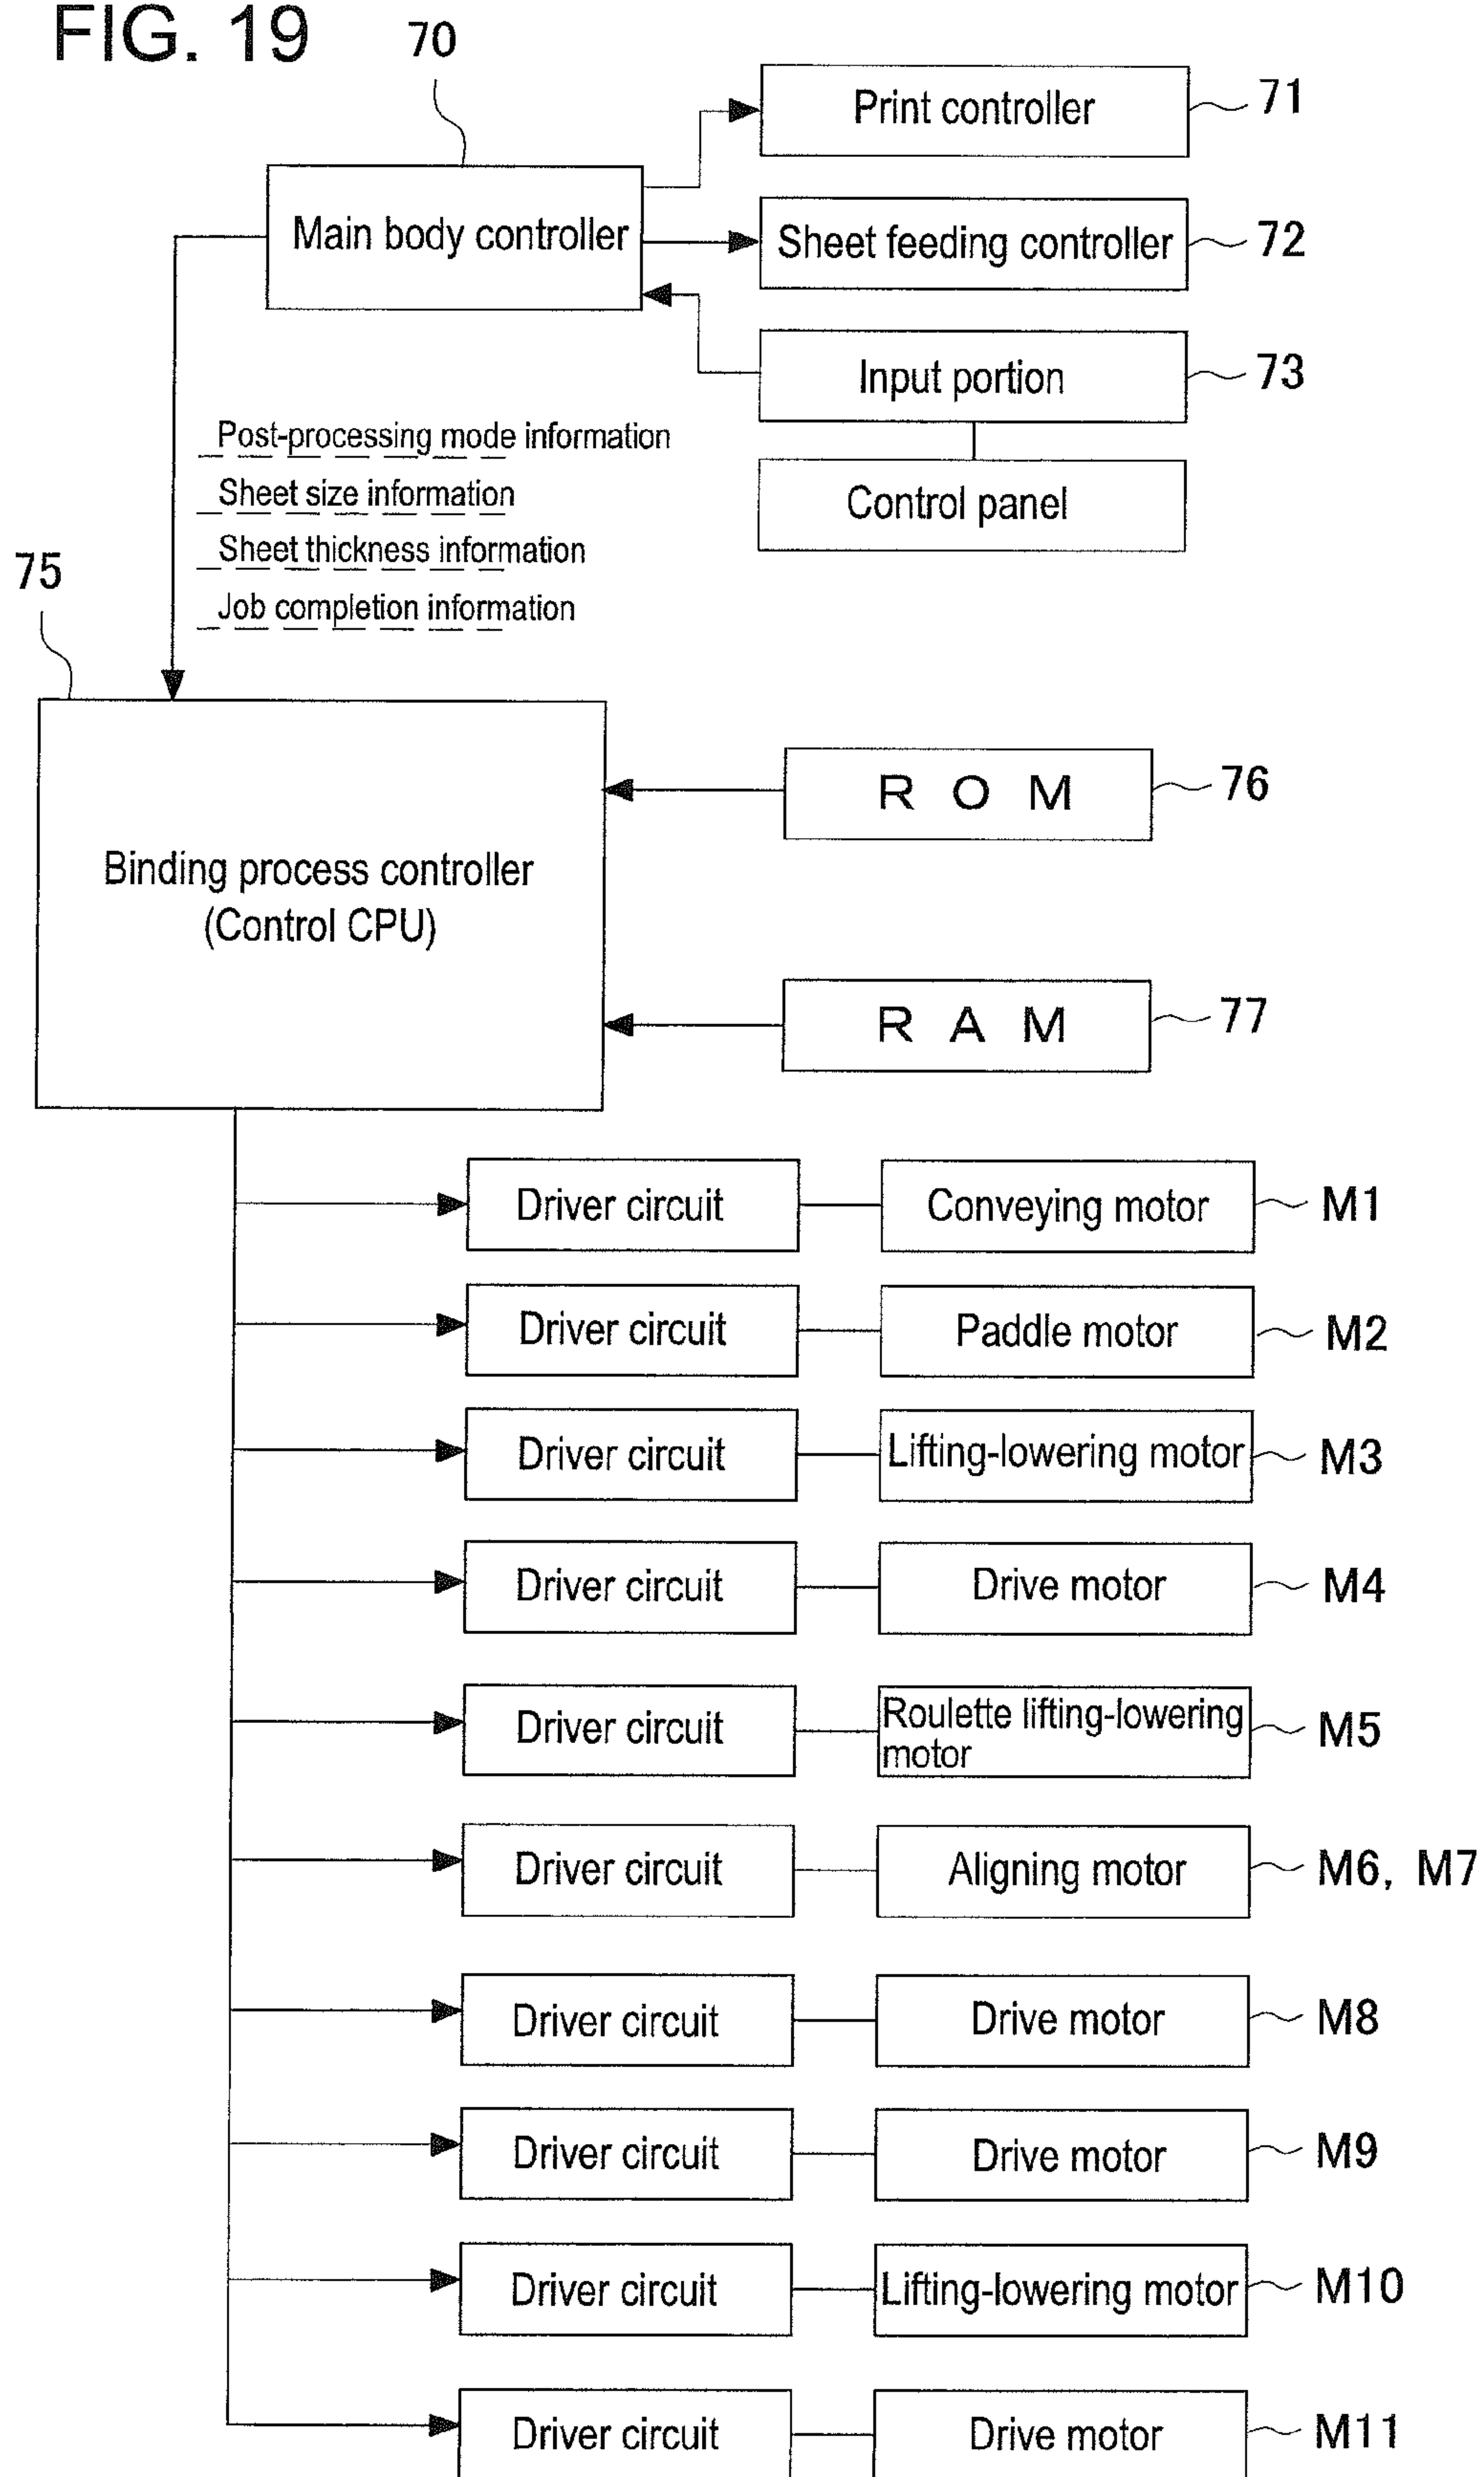 FIG. 19
70
Print controller
71
Main body controller
Sheet feeding controller
72
Input portion
73
Control panel
Post-processing mode information
Sheet size information
Sheet thickness information
Job completion information
75
Binding process controller
(Control CPU)
R O M
76
R A M
77
Driver circuit
Conveying motor
M1
Driver circuit
Paddle motor
M2
Driver circuit
Lifting-lowering motor
M3
Driver circuit
Drive motor
M4
Driver circuit
Roulette lifting-lowering
motor
M5
Driver circuit
Aligning motor
M6, M7
Driver circuit
Drive motor
M8
Driver circuit
Drive motor
M9
Driver circuit
Lifting-lowering motor
M10
Driver circuit
Drive motor
M11